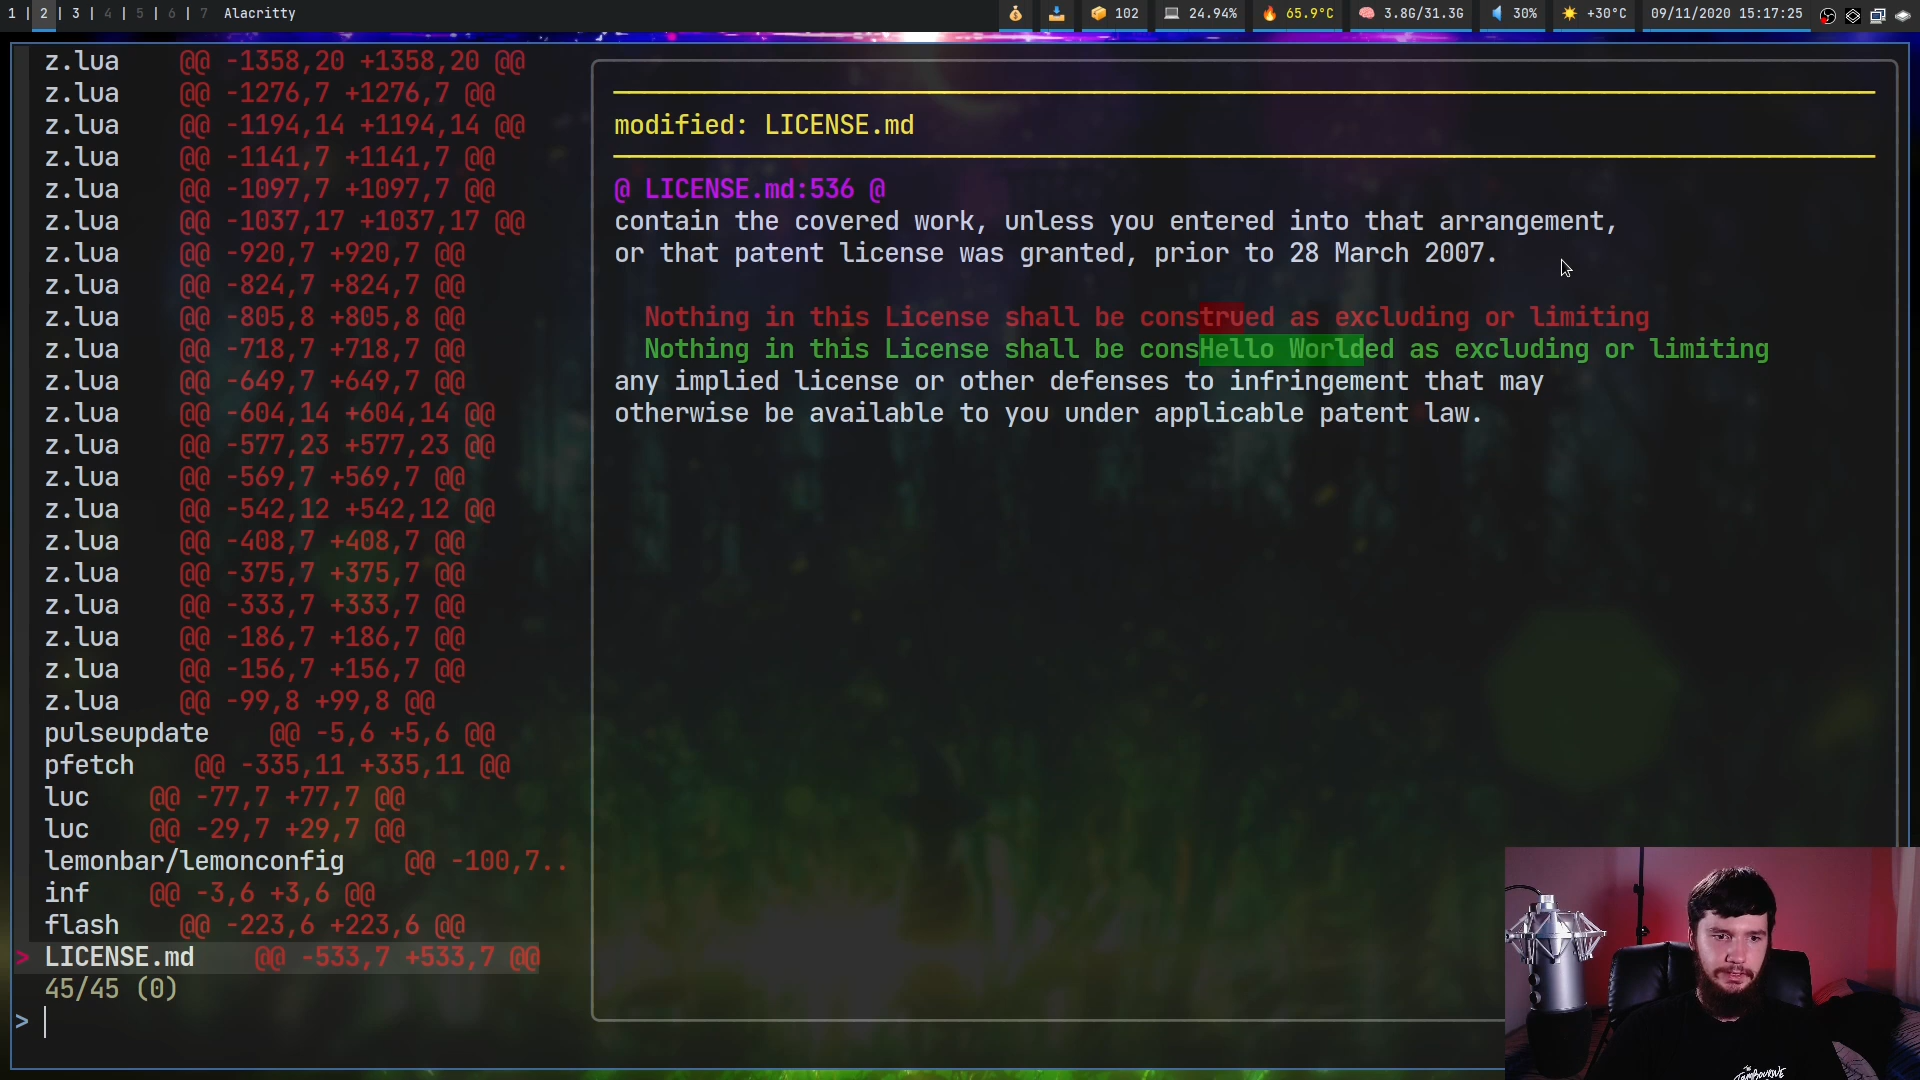 1 | 2 | 3 | 4 | 5 | 6 | 7 Alacritty
102 24.94% 65.9°C 3.8G/31.3G 30% +30°C 09/11/2020 15:17:25
z.lua @@ -1358,20 +1358,20 @@
z.lua @@ -1276,7 +1276,7 @@
z.lua @@ -1194,14 +1194,14 @@
z.lua @@ -1141,7 +1141,7 @@
z.lua @@ -1097,7 +1097,7 @@
z.lua @@ -1037,17 +1037,17 @@
z.lua @@ -920,7 +920,7 @@
z.lua @@ -824,7 +824,7 @@
z.lua @@ -805,8 +805,8 @@
z.lua @@ -718,7 +718,7 @@
z.lua @@ -649,7 +649,7 @@
z.lua @@ -604,14 +604,14 @@
z.lua @@ -577,23 +577,23 @@
z.lua @@ -569,7 +569,7 @@
z.lua @@ -542,12 +542,12 @@
z.lua @@ -408,7 +408,7 @@
z.lua @@ -375,7 +375,7 @@
z.lua @@ -333,7 +333,7 @@
z.lua @@ -186,7 +186,7 @@
z.lua @@ -156,7 +156,7 @@
z.lua @@ -99,8 +99,8 @@
pulseupdate @@ -5,6 +5,6 @@
pfetch @@ -335,11 +335,11 @@
luc @@ -77,7 +77,7 @@
luc @@ -29,7 +29,7 @@
lemonbar/lemonconfig @@ -100,7..
inf @@ -3,6 +3,6 @@
flash @@ -223,6 +223,6 @@
> LICENSE.md @@ -533,7 +533,7 @@
45/45 (0)
>
modified: LICENSE.md
@ LICENSE.md:536 @
contain the covered work, unless you entered into that arrangement,
or that patent license was granted, prior to 28 March 2007.
Nothing in this License shall be construed as excluding or limiting
Nothing in this License shall be consHello Worlded as excluding or limiting
any implied license or other defenses to infringement that may
otherwise be available to you under applicable patent law.